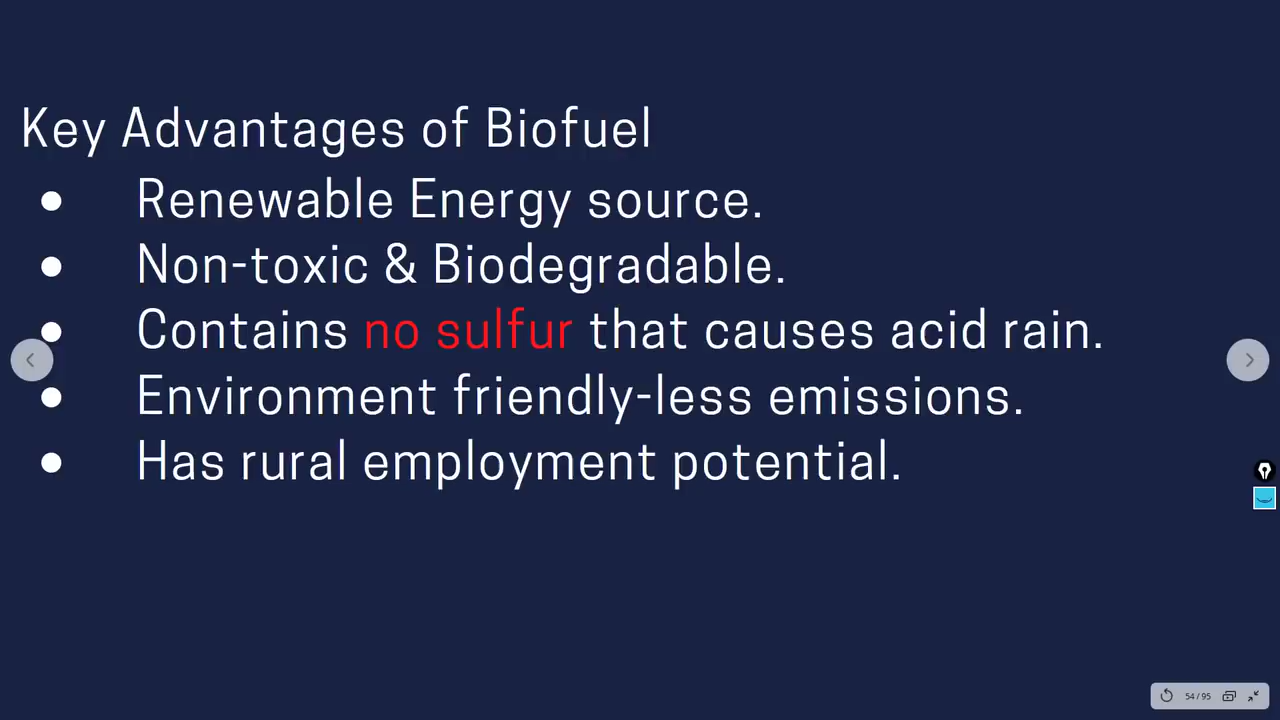 Key Advantages of Biofuel
● Renewable Energy source.
● Non-toxic & Biodegradable.
● Contains no sulfur that causes acid rain.
● Environment friendly-less emissions.
● Has rural employment potential.
54 / 95